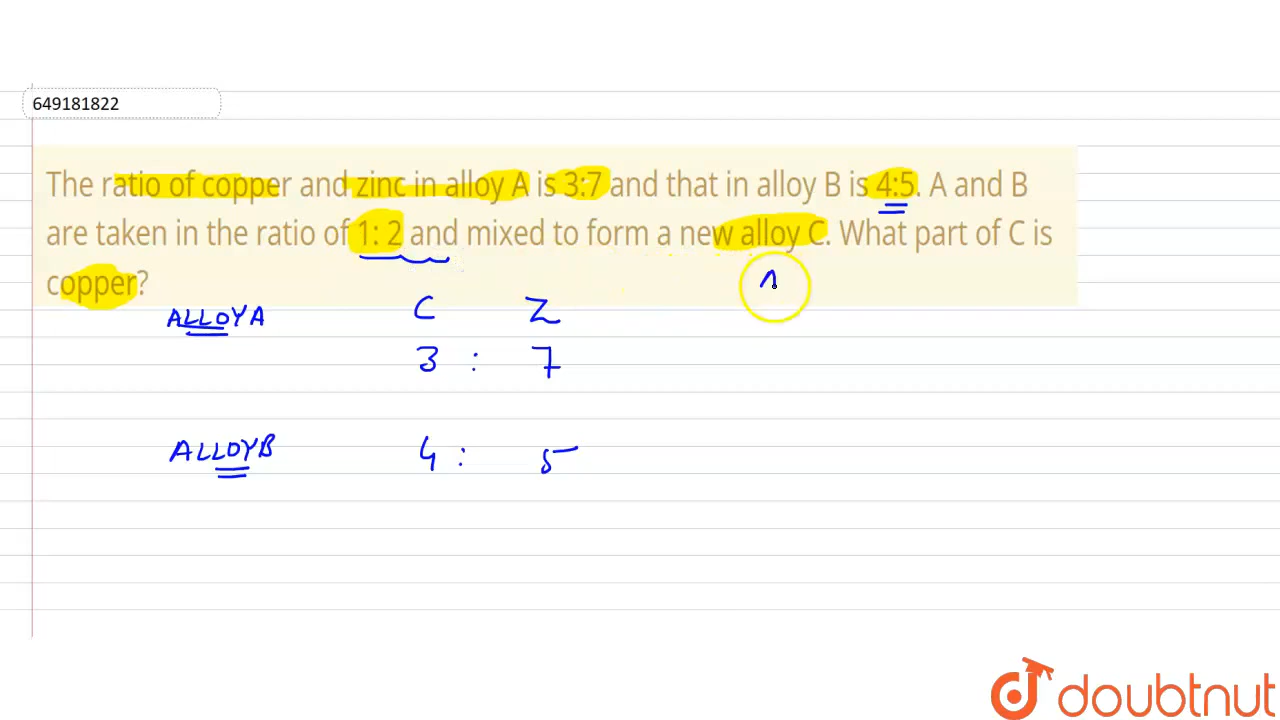 649181822
The ratio of copper and zinc in alloy A is 3:7 and that in alloy B is 4:5. A and B
are taken in the ratio of 1: 2 and mixed to form a new alloy C. What part of C is
copper?
ALLOY A C Z
3 : 7
ALLOY B 4 : 5
doubtnut